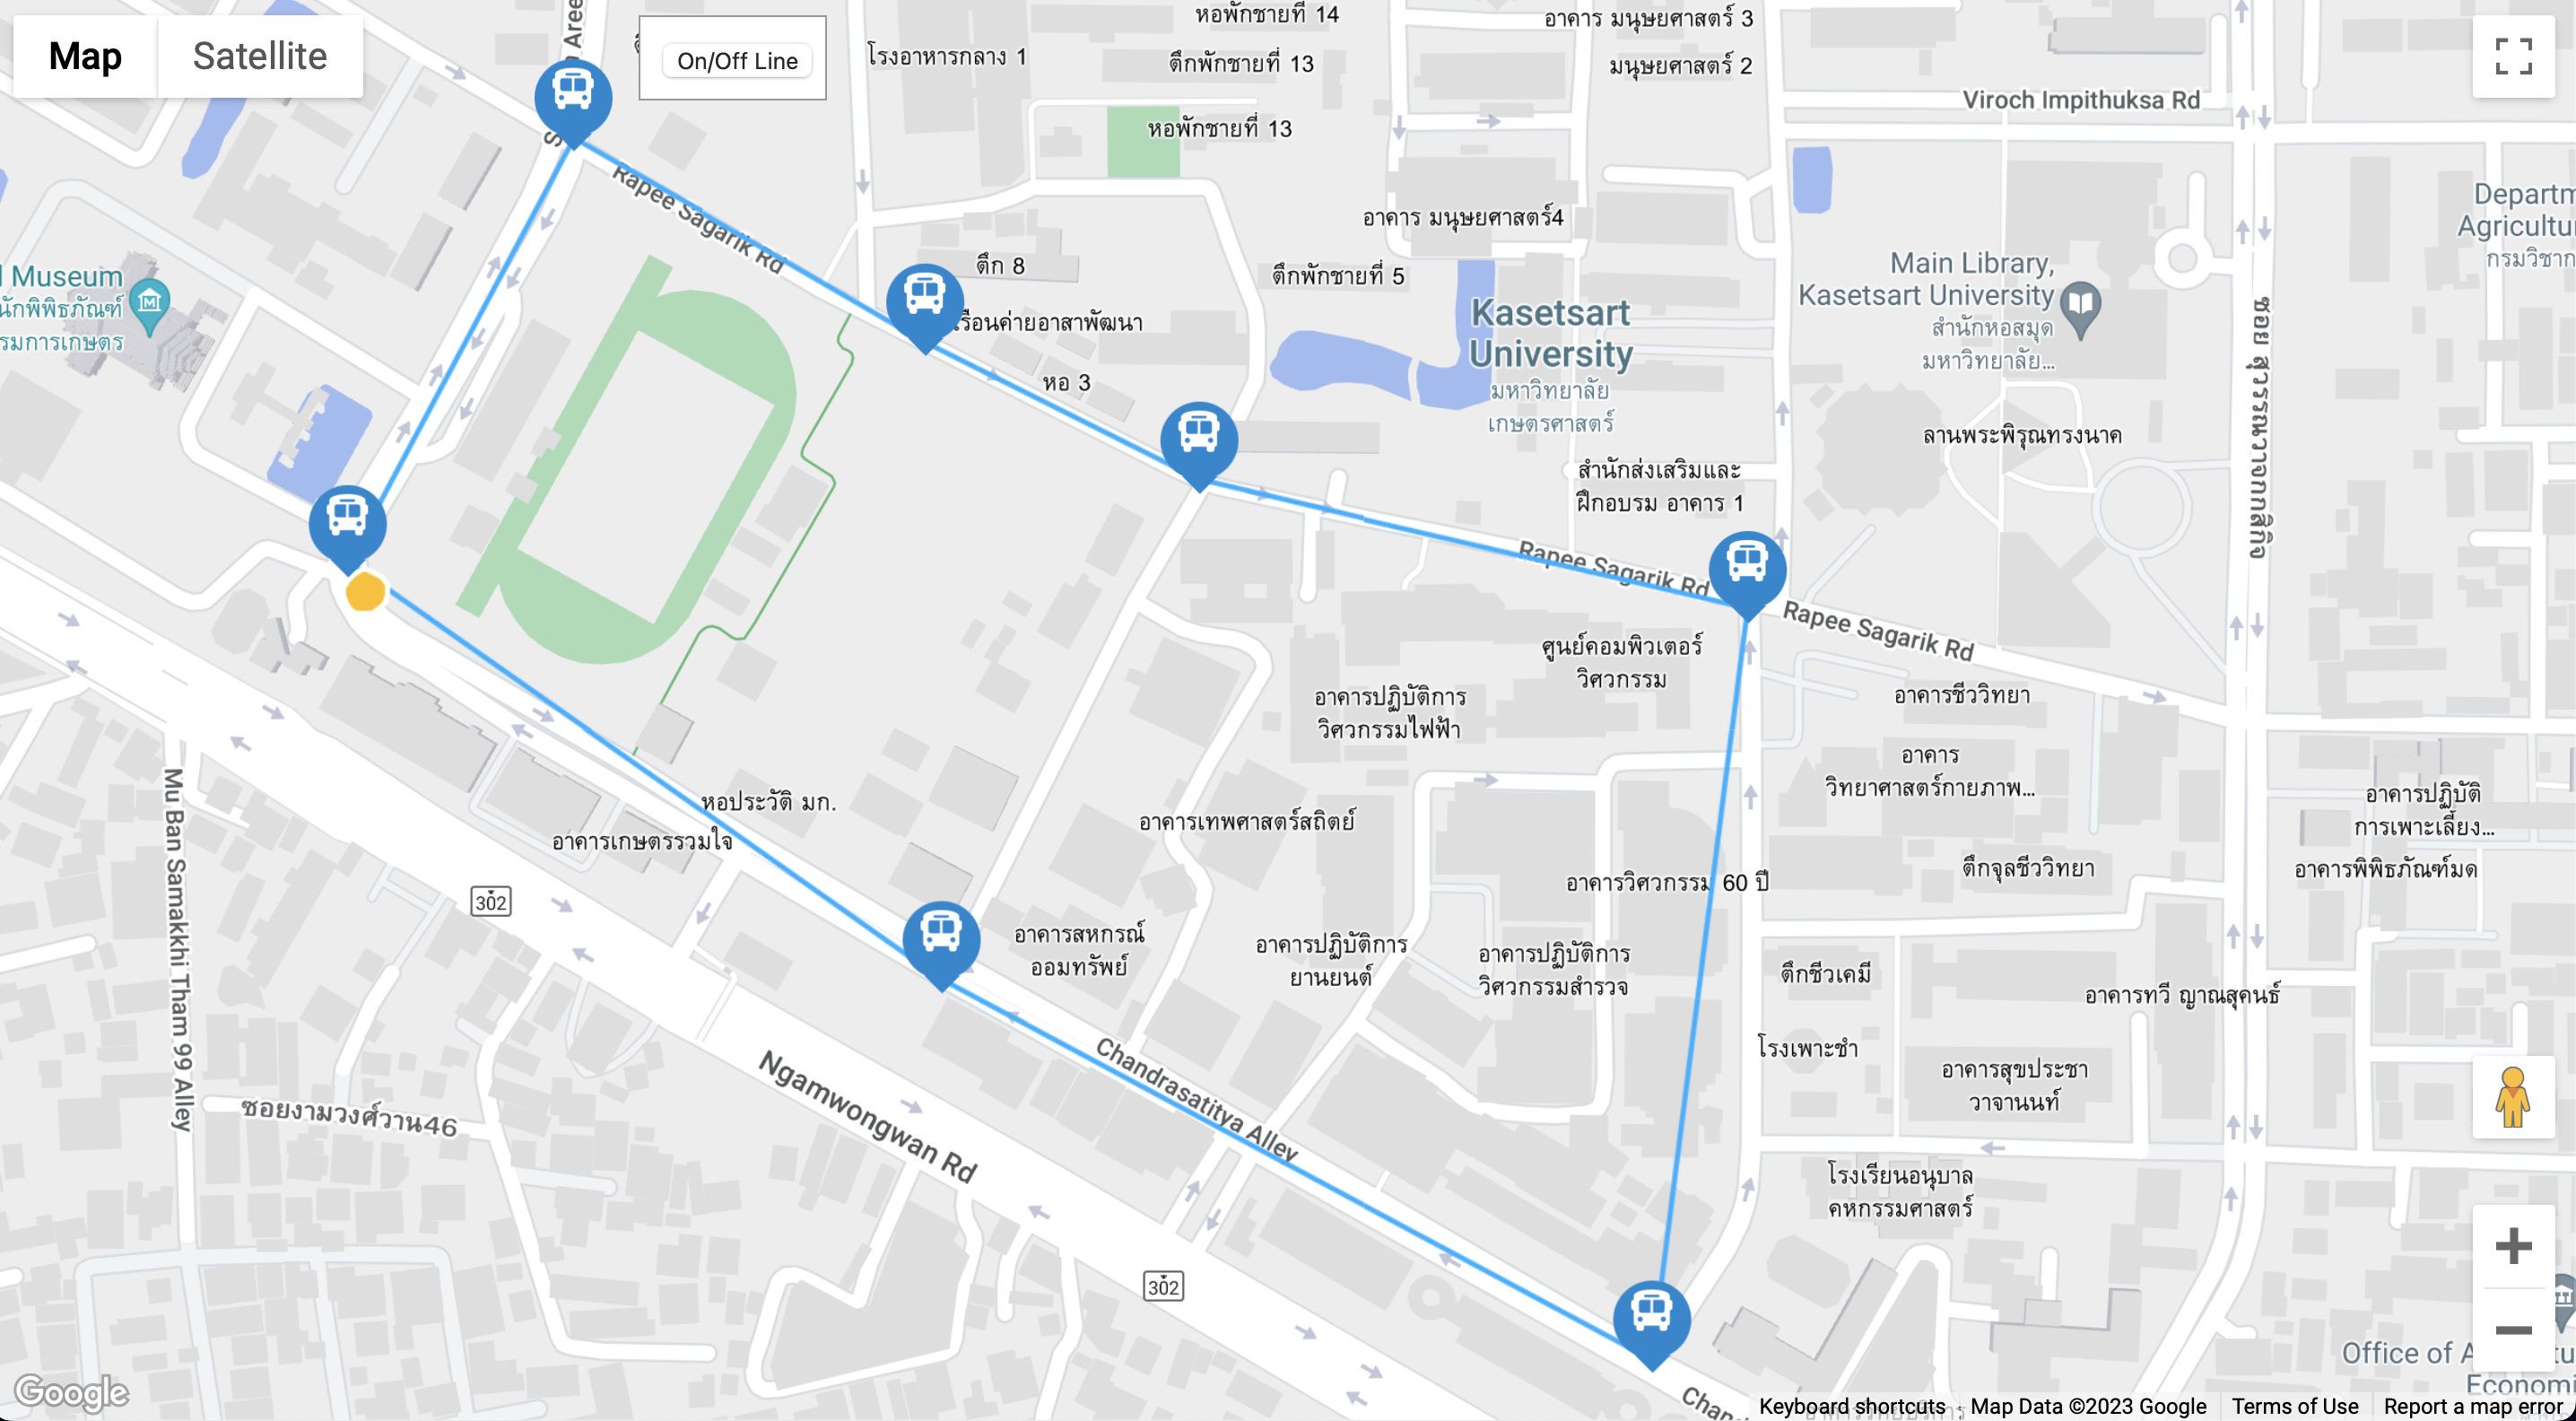 Map
Satellite
On/Off Line
Aree
S
หอพักชายที่ 14
โรงอาหารกลาง 1
ตึกพักชายที่ 13
หอพักชายที่ 13
อาคาร มนุษยศาสตร์ 3
มนุษยศาสตร์ 2
Viroch Impithuksa Rd
Rapee Sagarik Rd
อาคาร มนุษยศาสตร์4
ตึก 8
ตึกพักชายที่ 5
เรือนค่ายอาสาพัฒนา
หอ 3
Kasetsart
University
มหาวิทยาลัย
เกษตรศาสตร์
Main Library,
Kasetsart University
สำนักหอสมุด
มหาวิทยาลัย...
Museum
กรมวิชาก
ลานพระพิรุณทรงนาค
สำนักส่งเสริมและ
ฝึกอบรม อาคาร 1
Rapee Sagarik Rd
Rapee Sagarik Rd
ศูนย์คอมพิวเตอร์
วิศวกรรม
อาคารปฏิบัติการ
วิศวกรรมไฟฟ้า
อาคารชีววิทยา
อาคาร
วิทยาศาสตร์กายภาพ...
อาคารปฏิบัติ
การเพาะเลี้ยง...
อาคารพิพิธภัณฑ์มด
หอประวัติ มก.
อาคารเกษตรรวมใจ
อาคารเทพศาสตร์สถิตย์
อาคารวิศวกรรม 60 ปี
ตึกจุลชีววิทยา
302
Mu Ban Samakkhi Tham 99 Alley
อาคารสหกรณ์
ออมทรัพย์
อาคารปฏิบัติการ
ยานยนต์
อาคารปฏิบัติการ
วิศวกรรมสำรวจ
ตึกชีวเคมี
อาคารทวี ญาณสุคนธ์
โรงเพาะชำ
อาคารสุขประชา
วาจานนท์
Chandrasatitya Alley
Ngamwongwan Rd
ซอยงามวงศ์วาน46
โรงเรียนอนุบาล
คหกรรมศาสตร์
302
Office of A
Economi
Chan
Google
Keyboard shortcuts
Map Data ©2023 Google
Terms of Use
Report a map error